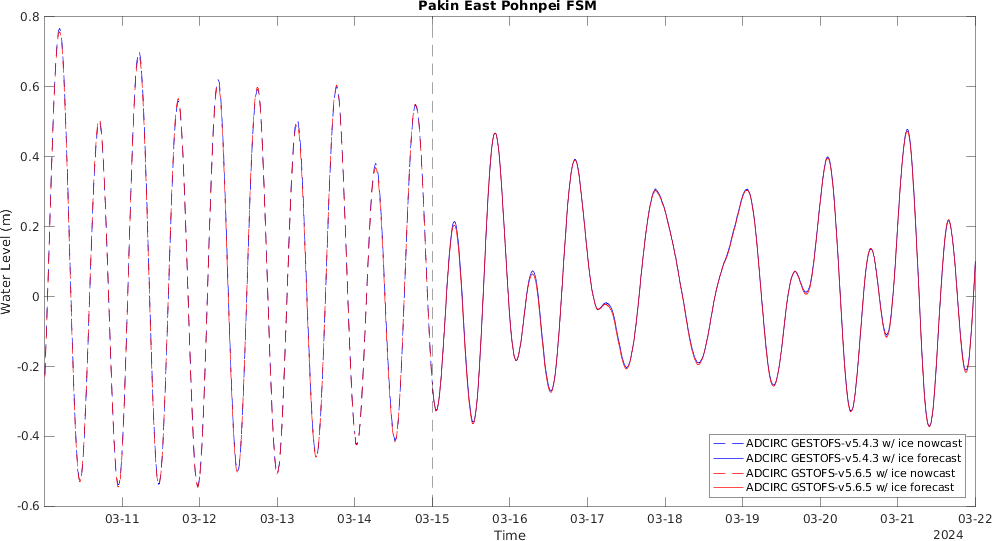 Pakin East Pohnpei FSM
0.8
0.6
0.4
0.2
0
-0.2
-0.4
-0.6
Water Level (m)
ADCIRC GESTOFS-v5.4.3 w/ ice nowcast
ADCIRC GESTOFS-v5.4.3 w/ ice forecast
ADCIRC GSTOFS-v5.6.5 w/ ice nowcast
ADCIRC GSTOFS-v5.6.5 w/ ice forecast
03-11 03-12 03-13 03-14 03-15 03-16 03-17 03-18 03-19 03-20 03-21 03-22
Time
2024